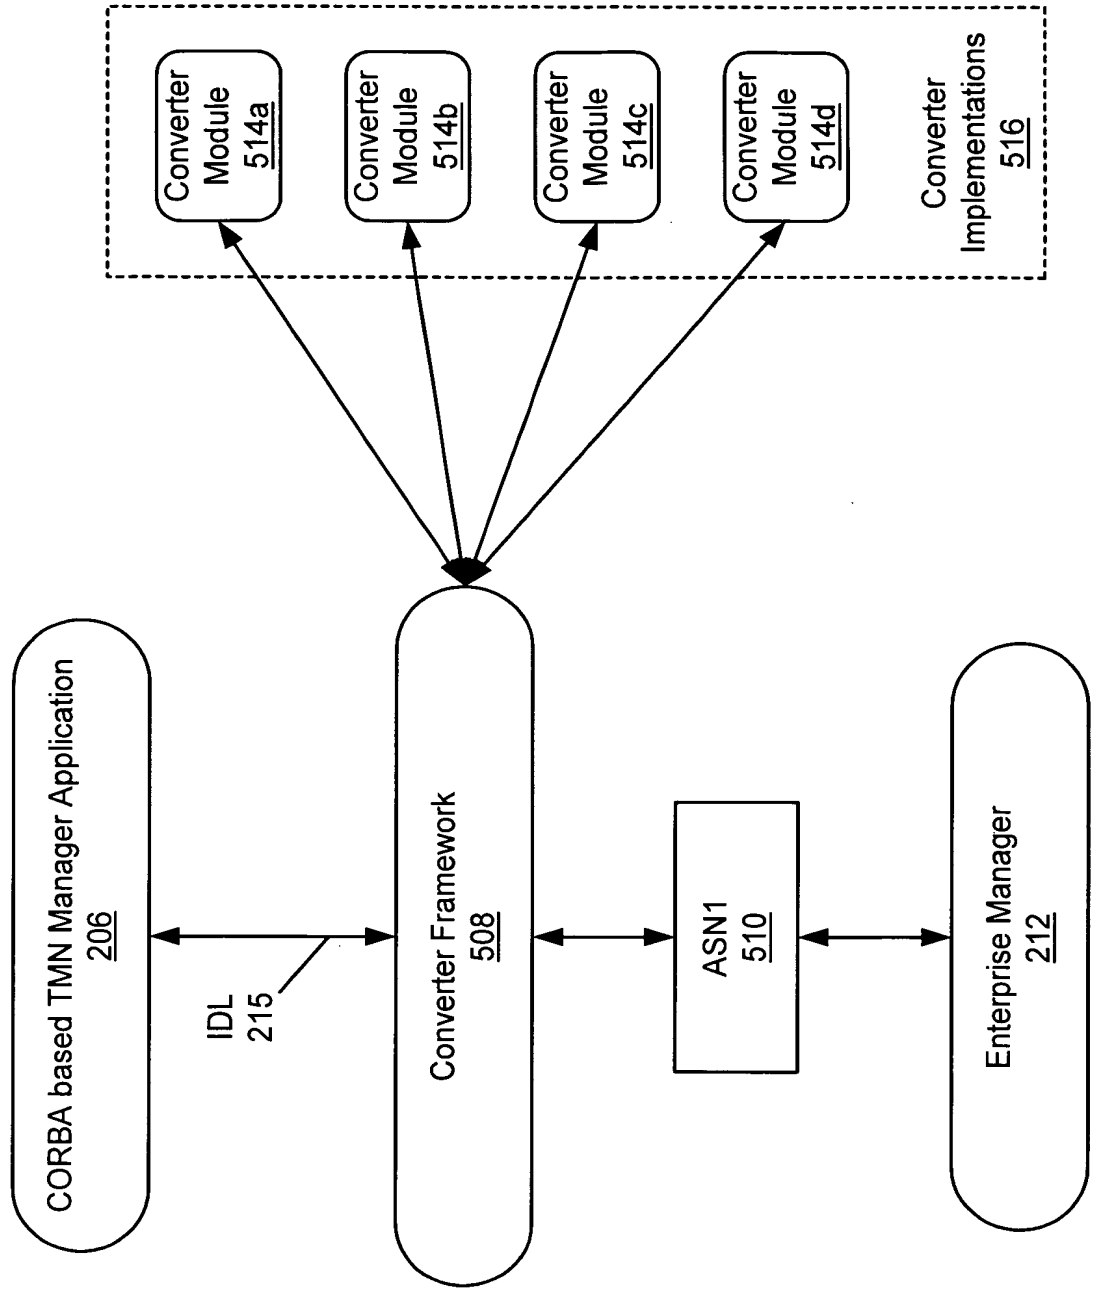 CORBA based TMN Manager Application
206
IDL
215
Converter Framework
508
ASN1
510
Enterprise Manager
212
Converter
Module
514a
Converter
Module
514b
Converter
Module
514c
Converter
Module
514d
Converter
Implementations
516